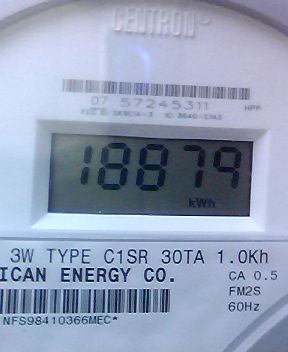 CENTRON
07 57245311
HPP
18879
kWh
3W TYPE C1SR 30TA 1.0Kh
ICAN ENERGY CO.
CA 0.5
FM2S
60Hz
NFS98410366MEC*